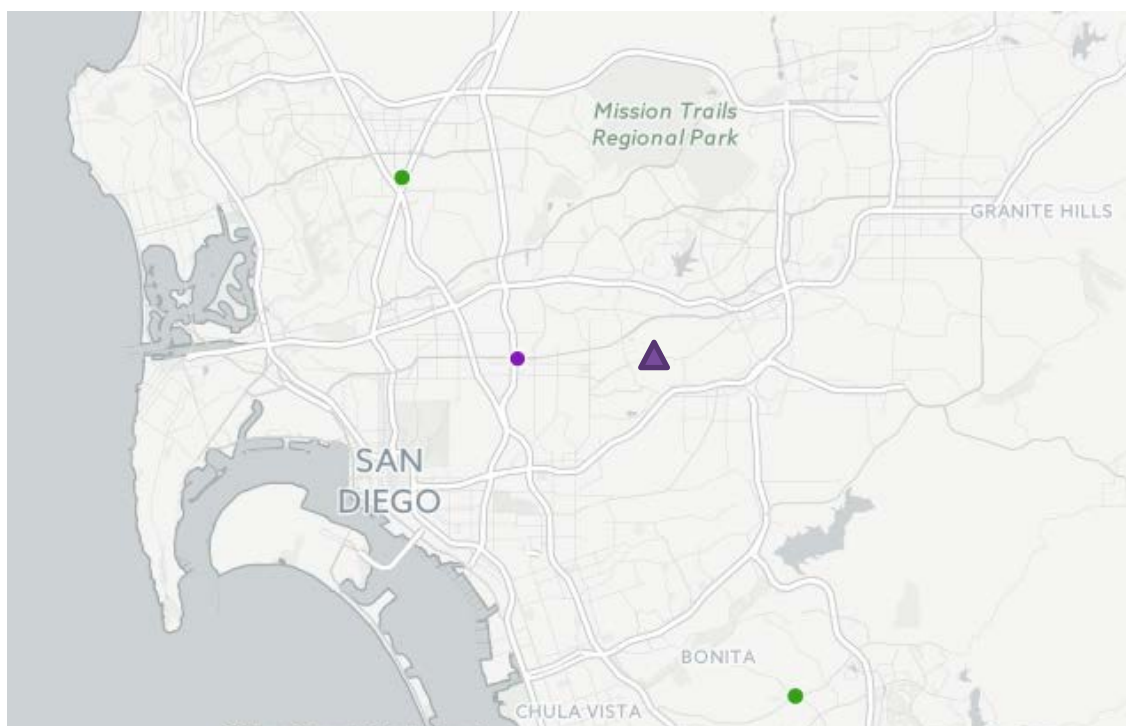 Mission Trails
Regional Park
GRANITE HILLS
SAN
DIEGO
BONITA
CHULA VISTA